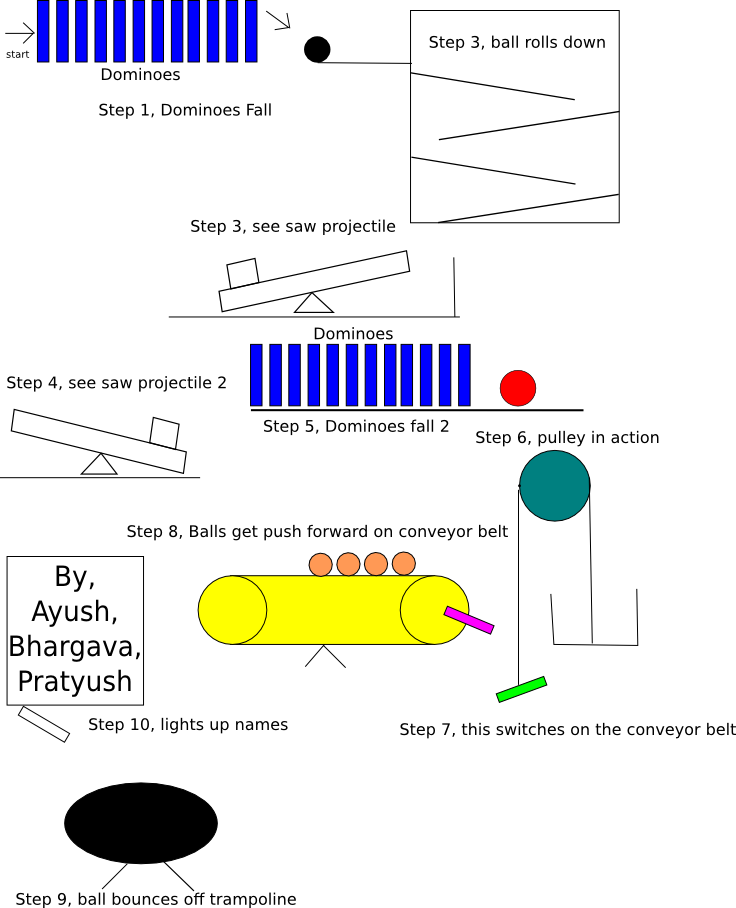 start
Dominoes
Step 1, Dominoes Fall
Step 3, ball rolls down
Step 3, see saw projectile
Dominoes
Step 4, see saw projectile 2
Step 5, Dominoes fall 2
Step 6, pulley in action
Step 8, Balls get push forward on conveyor belt
By,
Ayush,
Bhargava,
Pratyush
Step 10, lights up names
Step 7, this switches on the conveyor belt
Step 9, ball bounces off trampoline